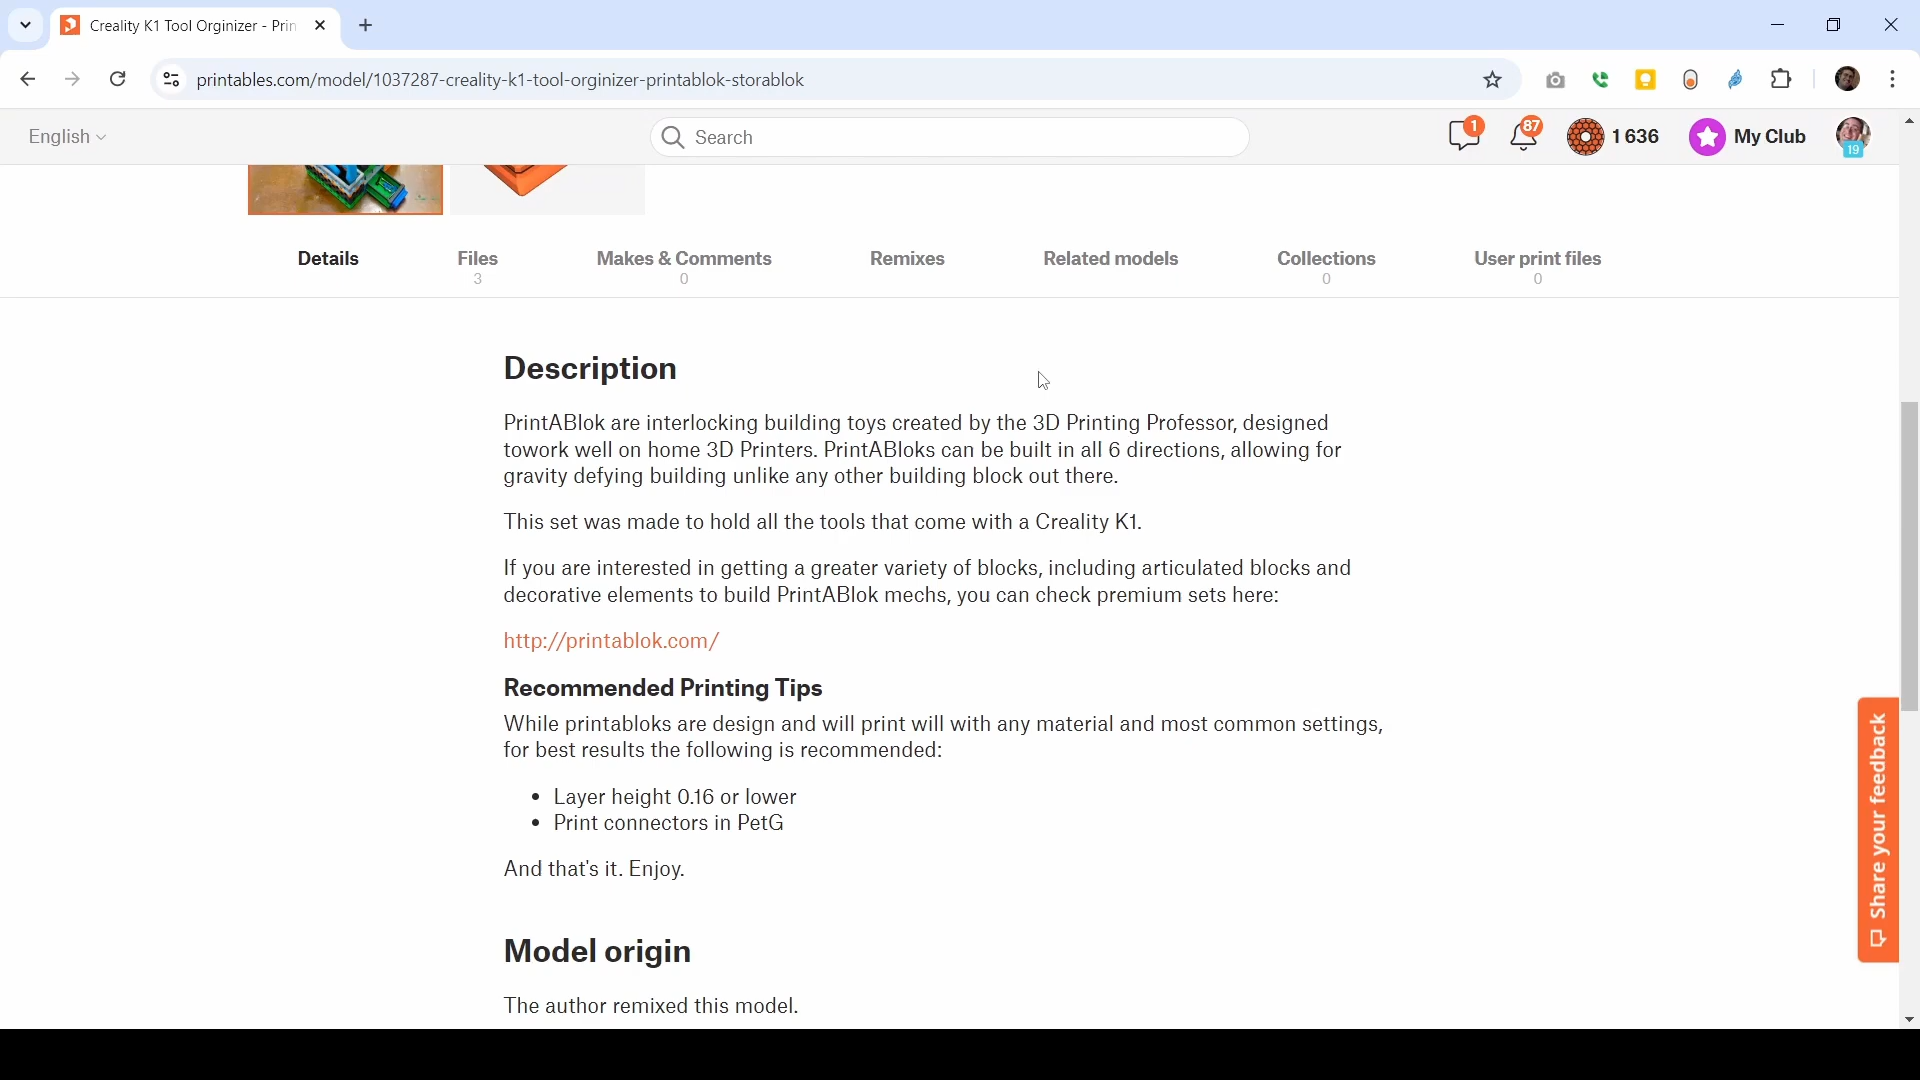 Creality K1 Tool Orginizer - Prin
printables.com/model/1037287-creality-k1-tool-orginizer-printablok-storablok
English
Search
1
87
1 636
My Club
19
Details
Files
Makes & Comments
Remixes
Related models
Collections
User print files
3
0
0
0
Description
PrintABlok are interlocking building toys created by the 3D Printing Professor, designed
towork well on home 3D Printers. PrintABloks can be built in all 6 directions, allowing for
gravity defying building unlike any other building block out there.
This set was made to hold all the tools that come with a Creality K1.
If you are interested in getting a greater variety of blocks, including articulated blocks and
decorative elements to build PrintABlok mechs, you can check premium sets here:
http://printablok.com/
Recommended Printing Tips
While printabloks are design and will print will with any material and most common settings,
for best results the following is recommended:
• Layer height 0.16 or lower
• Print connectors in PetG
And that's it. Enjoy.
Share your feedback
Model origin
The author remixed this model.